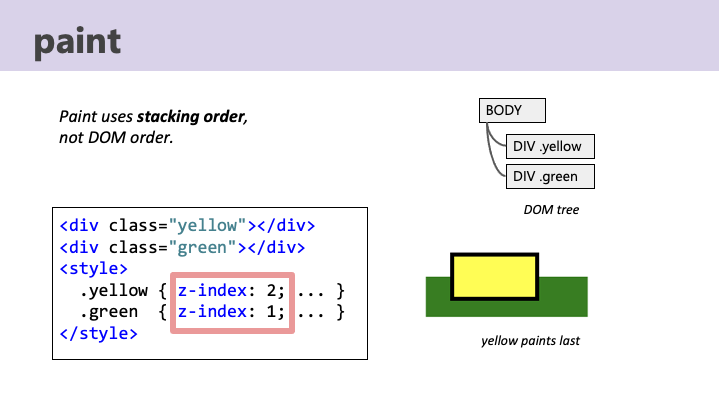 paint
Paint uses stacking order,
not DOM order.
<div class="yellow"></div>
<div class="green"></div>
<style>
  .yellow { z-index: 2; ... }
  .green  { z-index: 1; ... }
</style>
BODY
DIV .yellow
DIV .green
DOM tree
yellow paints last